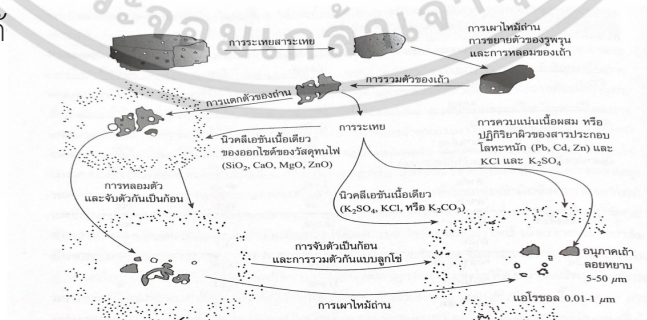 การระเหยสาระเหย
การเผาไหม้ถ่าน
การขยายตัวของรูพรุน
และการหลอมของเถ้า
การรวมตัวของเถ้า
การแตกตัวของถ่าน
นิวคลีเอชันเนื้อเดียว
ของออกไซด์ของวัสดุทนไฟ
(SiO₂, CaO, MgO, ZnO)
การระเหย
การควบแน่นเนื้อผสม หรือ
ปฏิกิริยาผิวของสารประกอบ
โลหะหนัก (Pb, Cd, Zn) และ
KCl และ K₂SO₄
การหลอมตัว
และจับตัวกันเป็นก้อน
นิวคลีเอชันเนื้อเดียว
(K₂SO₄, KCl, หรือ K₂CO₃)
การจับตัวเป็นก้อน
และการรวมตัวกันแบบลูกโซ่
อนุภาคเถ้า
ลอยหยาบ
5-50 μm
การเผาไหม้ถ่าน
แอโรซอล 0.01-1 μm